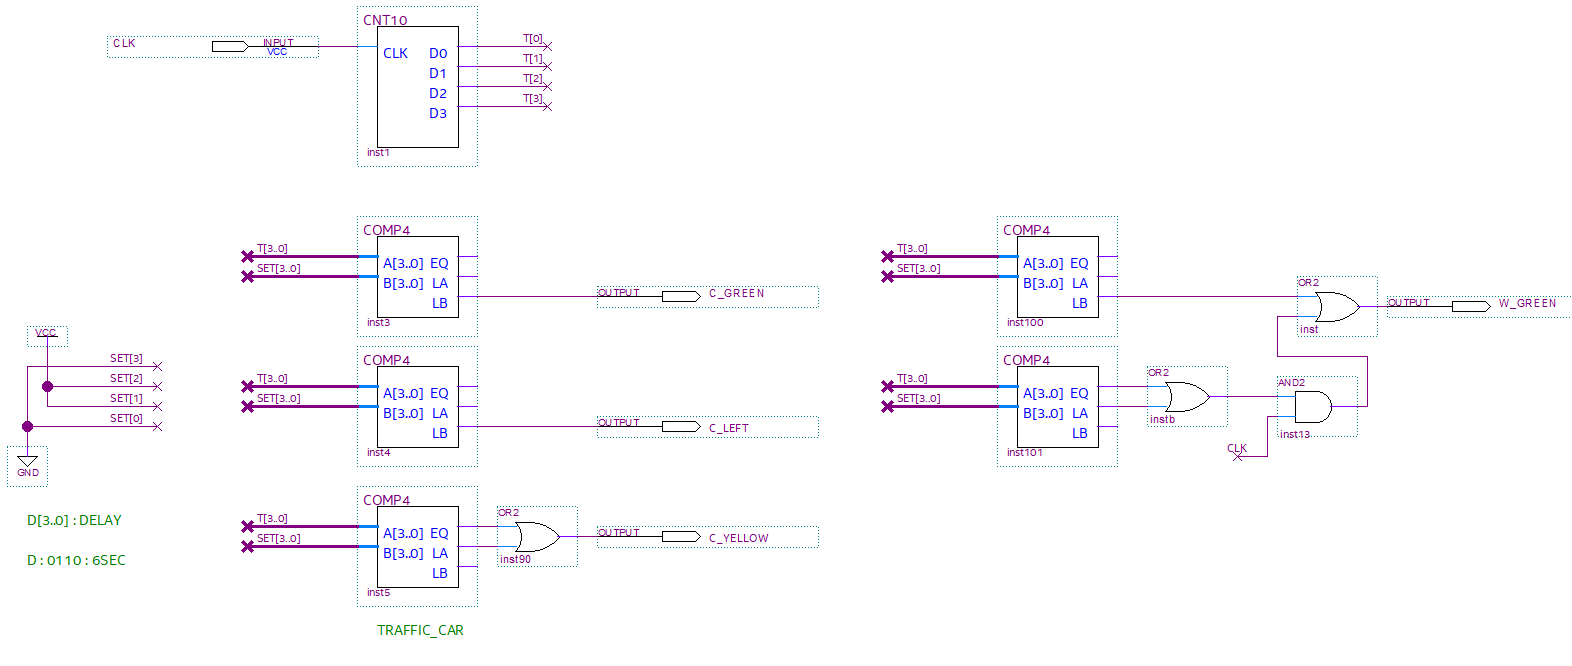 CNT10
CLK
INPUT
VCC
CLK
D0
D1
D2
D3
T[0]
T[1]
T[2]
T[3]
inst1
COMP4
T[3..0]
SET[3..0]
A[3..0] EQ
B[3..0] LA
LB
inst3
OUTPUT
C_GREEN
COMP4
T[3..0]
SET[3..0]
A[3..0] EQ
B[3..0] LA
LB
inst100
OR2
inst
OUTPUT
W_GREEN
VCC
SET[3]
SET[2]
SET[1]
SET[0]
GND
COMP4
T[3..0]
SET[3..0]
A[3..0] EQ
B[3..0] LA
LB
inst4
OUTPUT
C_LEFT
COMP4
T[3..0]
SET[3..0]
A[3..0] EQ
B[3..0] LA
LB
inst101
OR2
instb
AND2
inst13
CLK
D[3..0] : DELAY
D : 0110 : 6SEC
COMP4
T[3..0]
SET[3..0]
A[3..0] EQ
B[3..0] LA
LB
inst5
OR2
inst90
OUTPUT
C_YELLOW
TRAFFIC_CAR